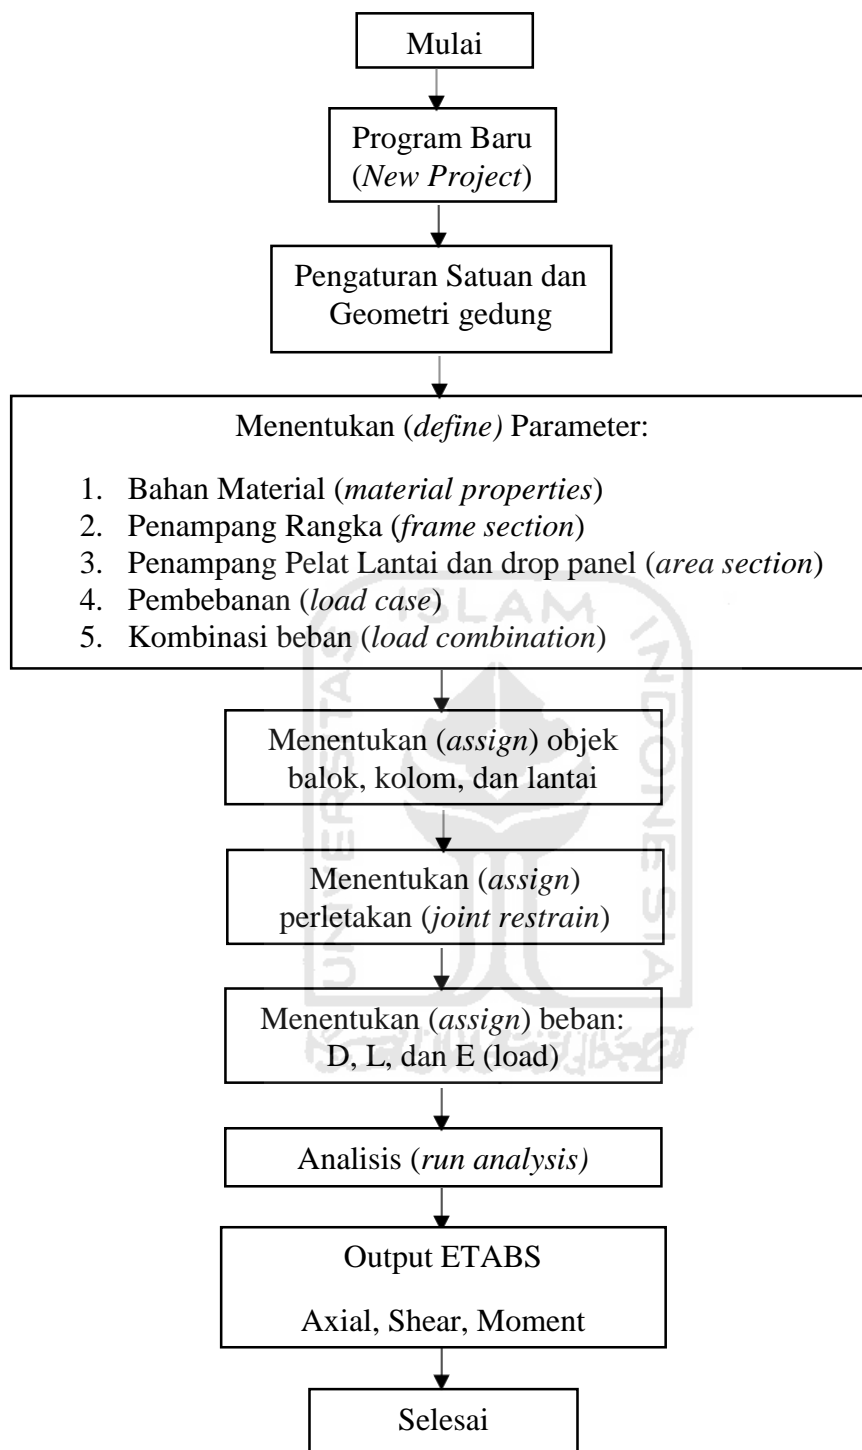 Mulai
Program Baru
(New Project)
Pengaturan Satuan dan
Geometri gedung
Menentukan (define) Parameter:
1. Bahan Material (material properties)
2. Penampang Rangka (frame section)
3. Penampang Pelat Lantai dan drop panel (area section)
4. Pembebanan (load case)
5. Kombinasi beban (load combination)
Menentukan (assign) objek
balok, kolom, dan lantai
Menentukan (assign)
perletakan (joint restrain)
Menentukan (assign) beban:
D, L, dan E (load)
Analisis (run analysis)
Output ETABS
Axial, Shear, Moment
Selesai
UNIVERSITAS
ISLAM
INDONESIA